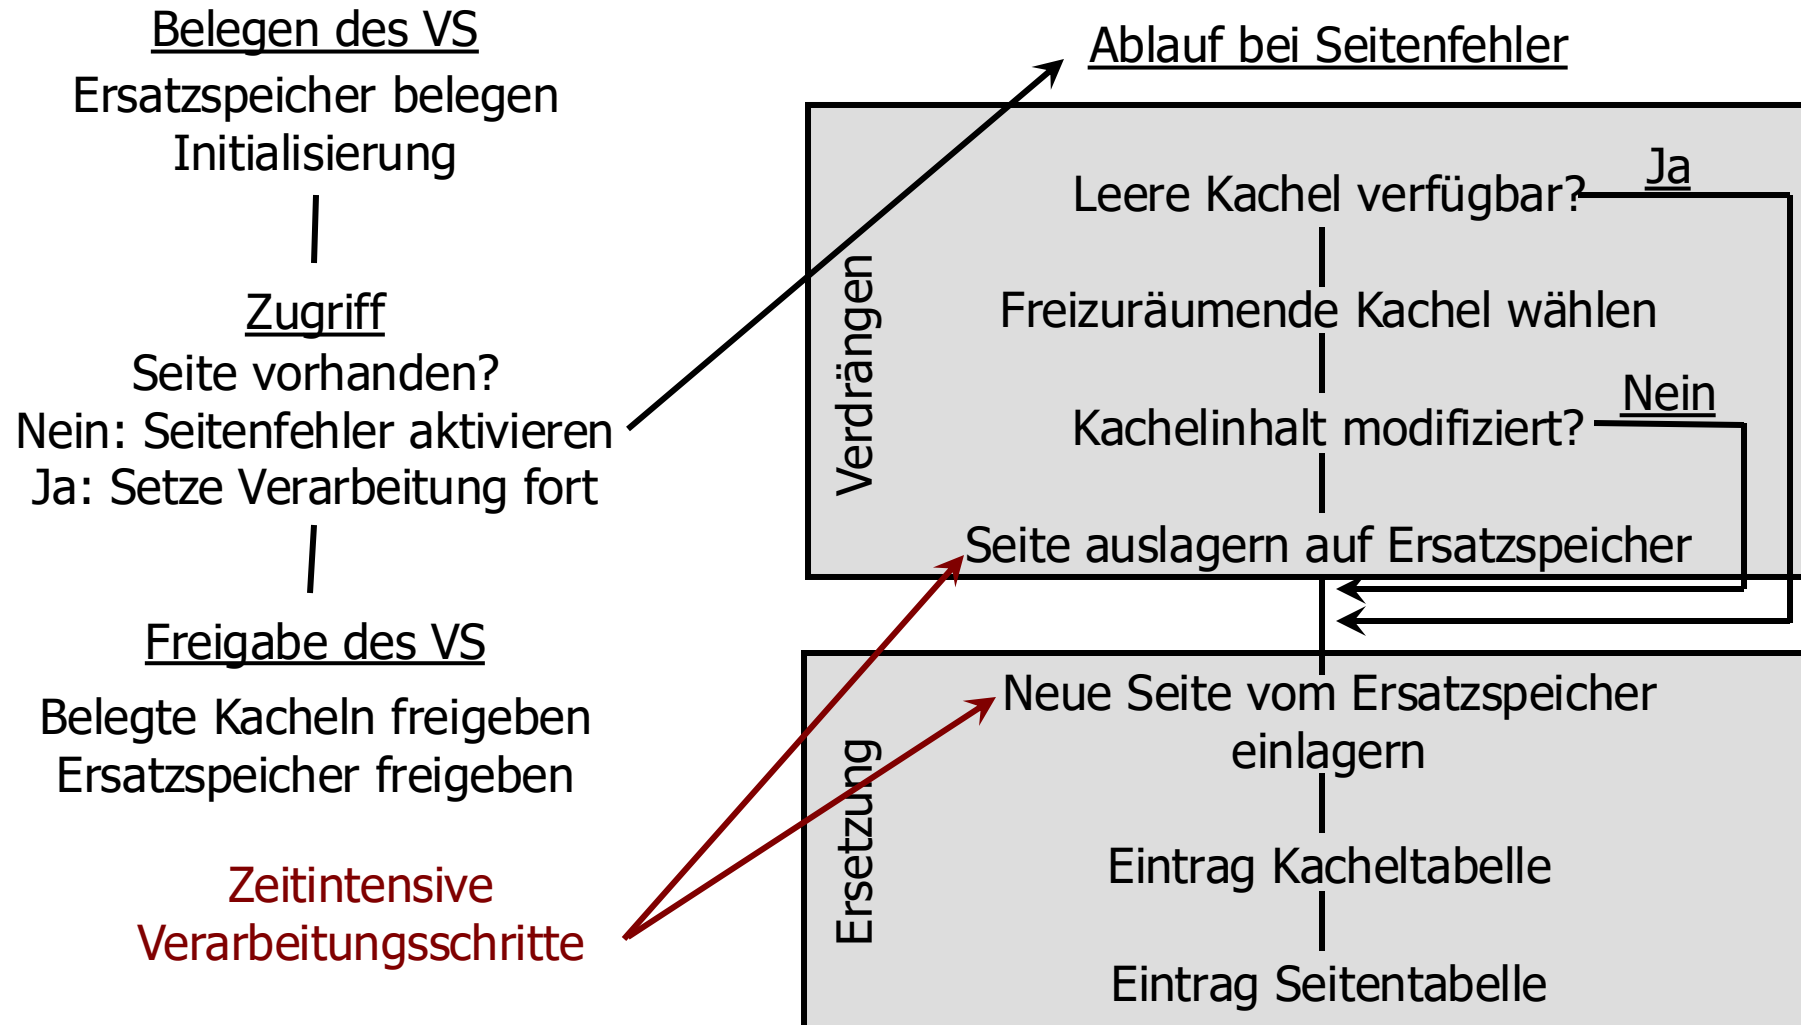 Belegen des VS
Ersatzspeicher belegen
Initialisierung
Zugriff
Seite vorhanden?
Nein: Seitenfehler aktivieren
Ja: Setze Verarbeitung fort
Freigabe des VS
Belegte Kacheln freigeben
Ersatzspeicher freigeben
Zeitintensive
Verarbeitungsschritte
Ablauf bei Seitenfehler
Verdrängen
Leere Kachel verfügbar?
Ja
Freizuräumende Kachel wählen
Kachelinhalt modifiziert?
Nein
Seite auslagern auf Ersatzspeicher
Ersetzung
Neue Seite vom Ersatzspeicher
einlagern
Eintrag Kacheltabelle
Eintrag Seitentabelle